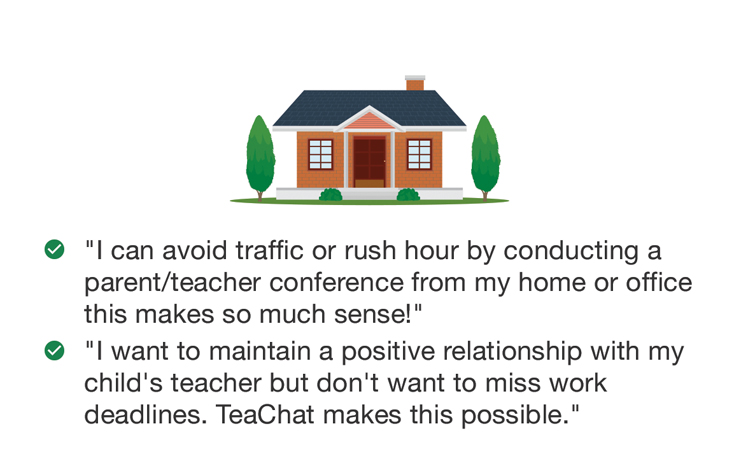 "I can avoid traffic or rush hour by conducting a
parent/teacher conference from my home or office
this makes so much sense!"
"I want to maintain a positive relationship with my
child's teacher but don't want to miss work
deadlines. TeaChat makes this possible."